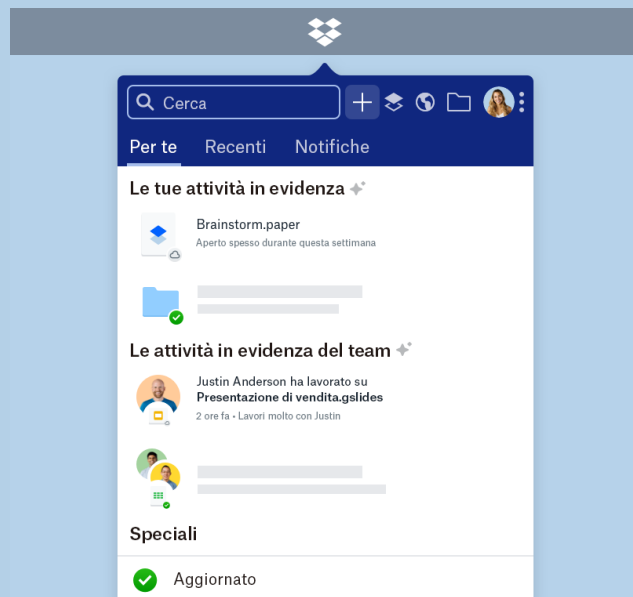 Cerca
Per te Recenti Notifiche
Le tue attività in evidenza
Brainstorm.paper
Aperto spesso durante questa settimana
Le attività in evidenza del team
Justin Anderson ha lavorato su
Presentazione di vendita.gslides
2 ore fa • Lavori molto con Justin
Speciali
Aggiornato